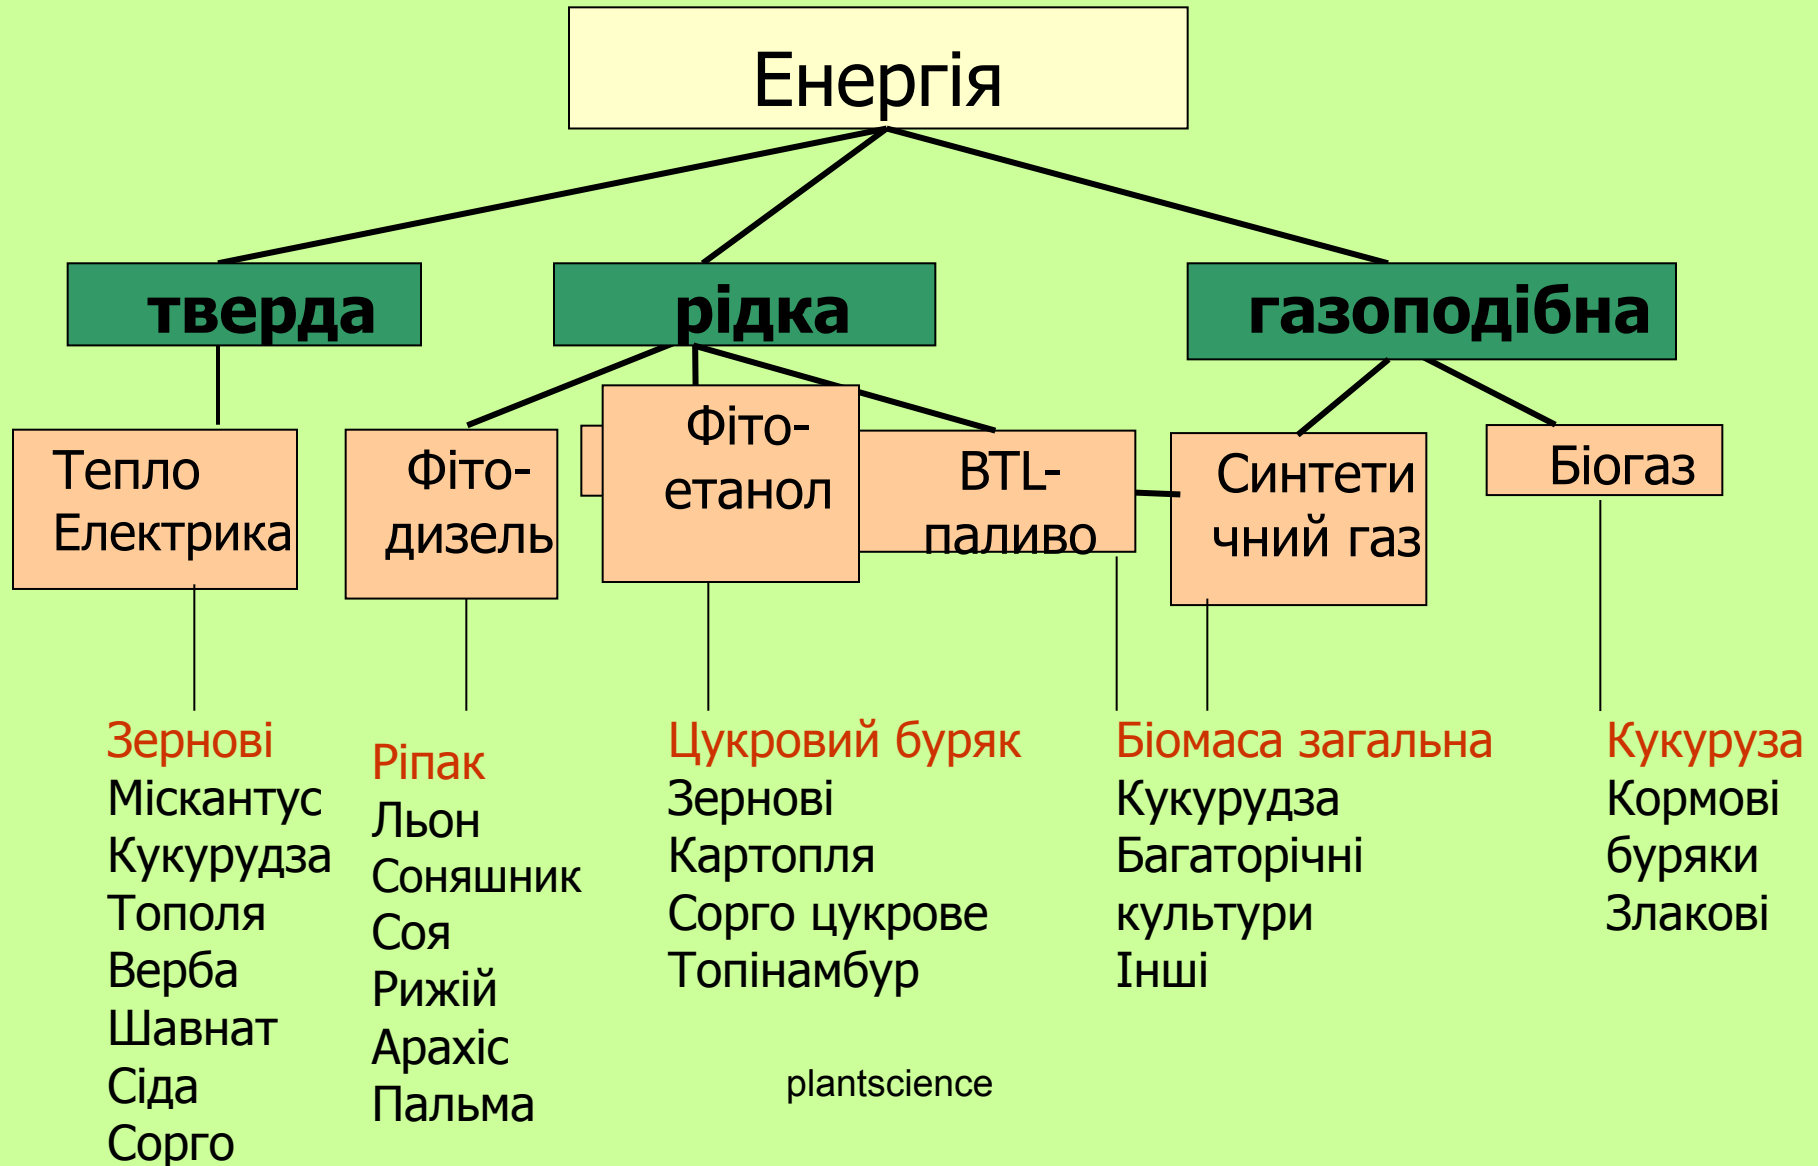 Енергія
тверда
рідка
газоподібна
Тепло
Електрика
Фіто-
дизель
Фіто-
етанол
BTL-
паливо
Синтети
чний газ
Біогаз
Зернові
Міскантус
Кукурудза
Тополя
Верба
Шавнат
Сіда
Сорго
Ріпак
Льон
Соняшник
Соя
Рижій
Арахіс
Пальма
Цукровий буряк
Зернові
Картопля
Сорго цукрове
Топінамбур
Біомаса загальна
Кукурудза
Багаторічні
культури
Інші
Кукуруза
Кормові
буряки
Злакові
plantscience